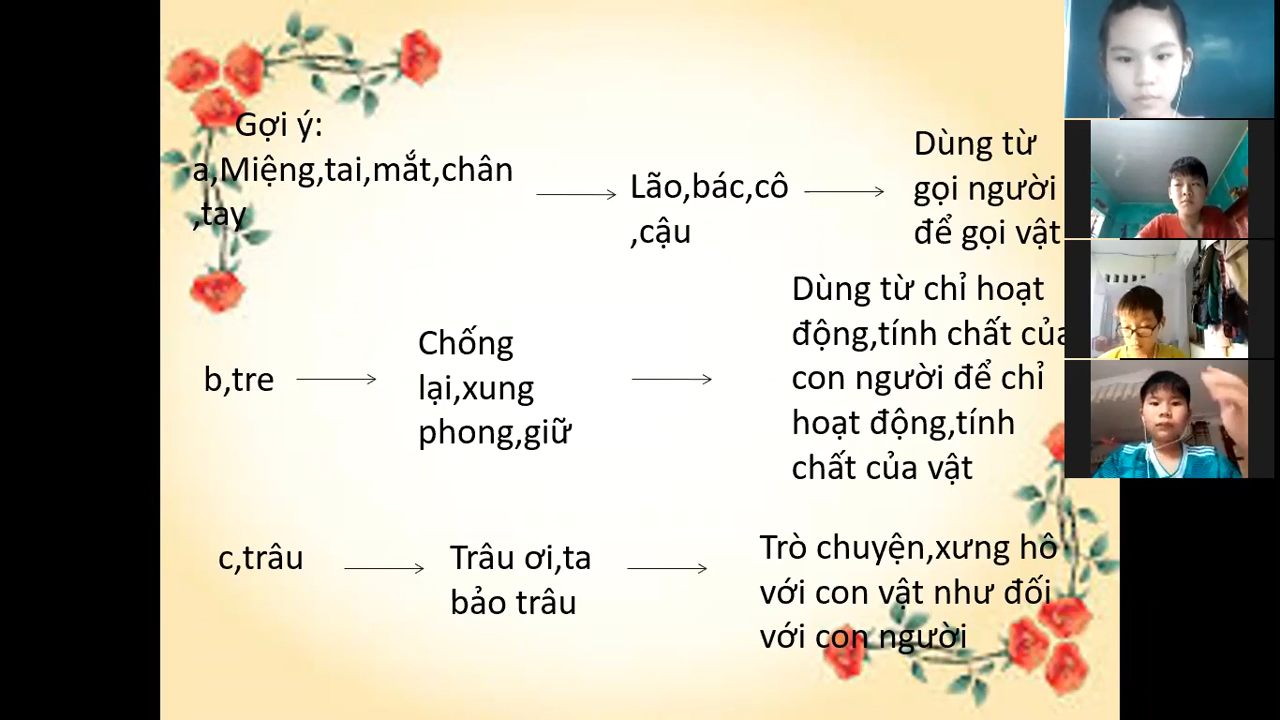 Gợi ý:
a,Miệng,tai,mắt,chân
,tay
Lão,bác,cô
,cậu
Dùng từ
gọi người
để gọi vật
b,tre
Chống
lại,xung
phong,giữ
Dùng từ chỉ hoạt
động,tính chất của
con người để chỉ
hoạt động,tính
chất của vật
c,trâu
Trâu ơi,ta
bảo trâu
Trò chuyện,xưng hô
với con vật như đối
với con người